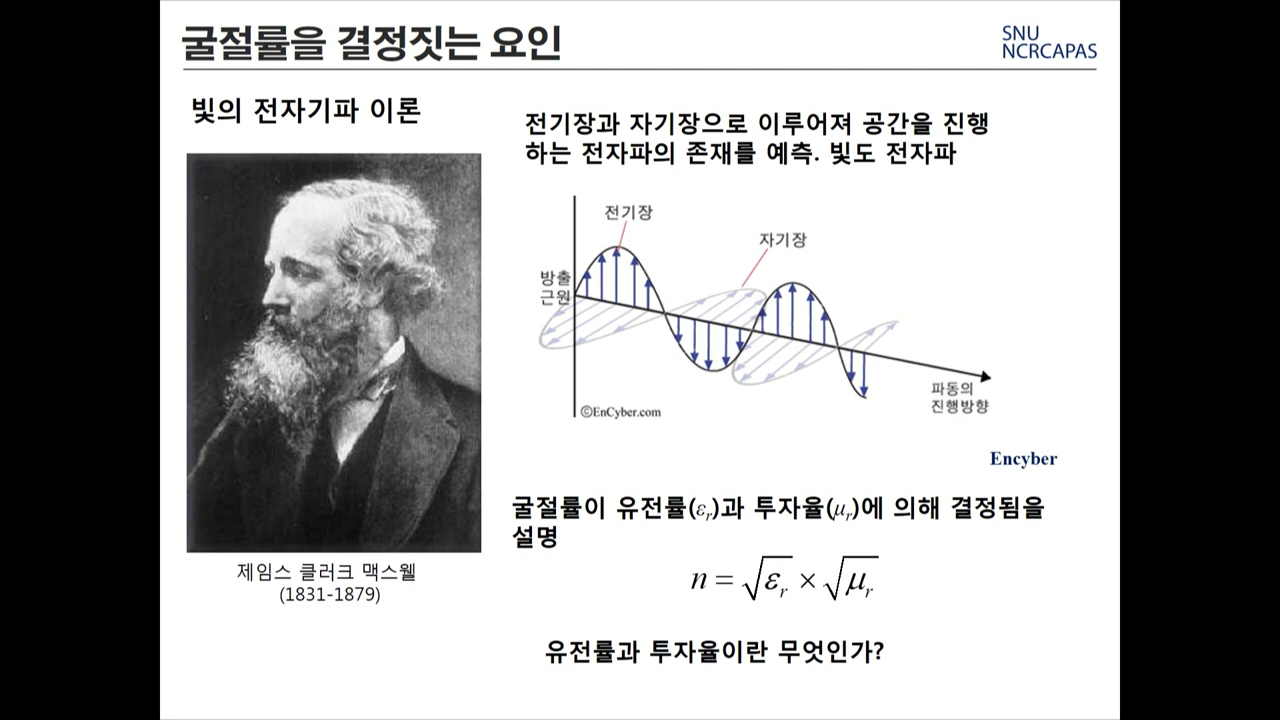 굴절률을 결정짓는 요인
SNU
NCRCAPAS
빛의 전자기파 이론
전기장과 자기장으로 이루어져 공간을 진행
하는 전자파의 존재를 예측. 빛도 전자파
전기장
자기장
방출
근원
파동의
진행방향
©EnCyber.com
Encyber
제임스 클러크 맥스웰
(1831-1879)
굴절률이 유전률(εr)과 투자율(μr)에 의해 결정됨을
설명
n = √εr × √μr
유전률과 투자율이란 무엇인가?